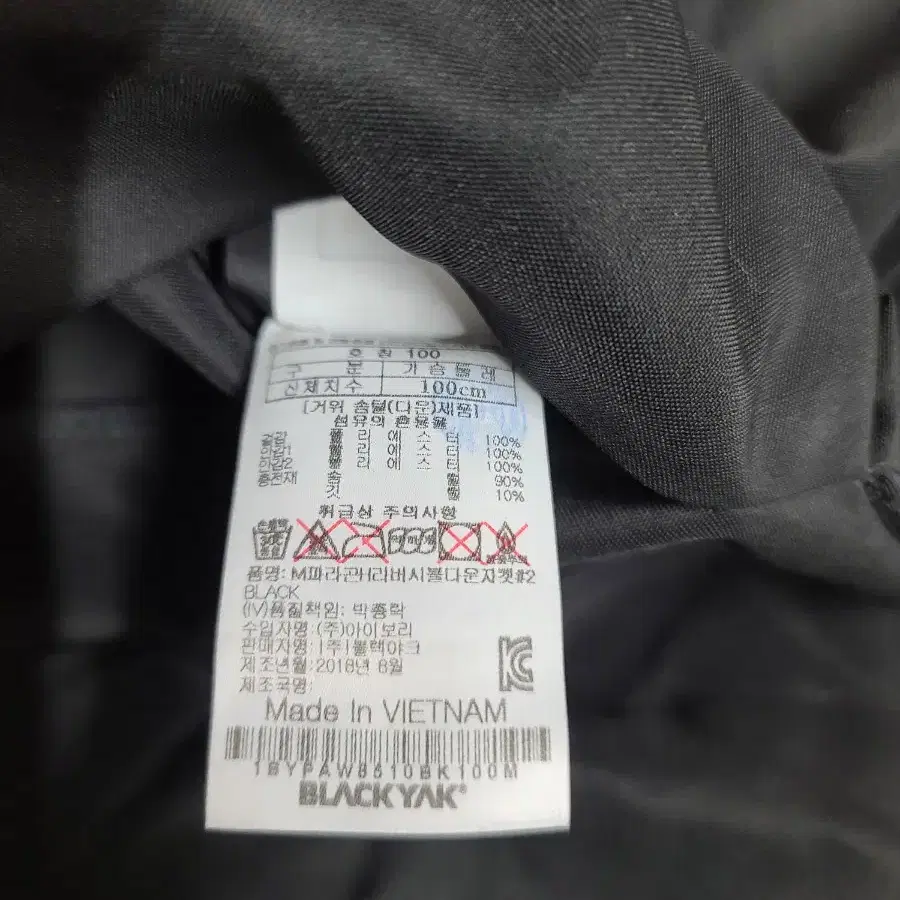 호 칭 100
구 분 가슴둘레
신체치수 100cm
[거위 솜털(다운)제품]
섬유의 혼용율
겉감 폴 리 에 스 터 100%
안감1 폴 리 에 스 터 100%
안감2 폴 리 에 스 터 100%
충전재 솜 털 90%
깃 털 10%
취급상 주의사항
품명: M파라곤H리버시블다운자켓#2
BLACK
(IV)품질책임: 박종락
수입자명:(주)아이보리
판매자명:(주)블랙야크
제조년월:2018년 8월
제조국명:
Made In VIETNAM
1BYPAW8510BK100M
BLACKYAK®